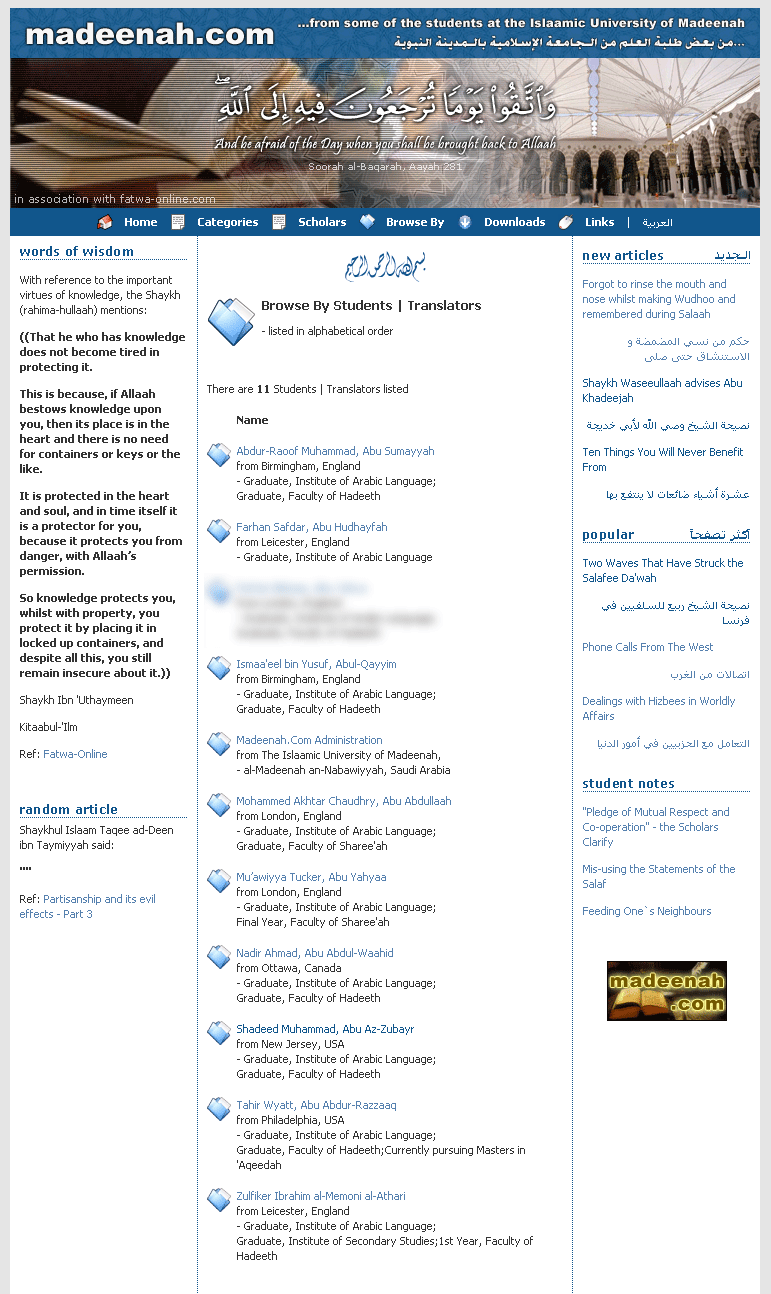 madeenah.com
...from some of the students at the Islaamic University of Madeenah
...من بعض طلبة العلم من الجامعة الإسلامية بالمدينة النبوية
وَٱتَّقُوا۟ يَوْمًا تُرْجَعُونَ فِيهِ إِلَى ٱللَّهِ ۖ
And be afraid of the Day when you shall be brought back to Allaah
Soorah al-Baqarah, Aayah 281
in association with fatwa-online.com
Home Categories Scholars Browse By Downloads Links | العربية
words of wisdom
With reference to the important
virtues of knowledge, the Shaykh
(rahima-hullaah) mentions:
((That he who has knowledge
does not become tired in
protecting it.
This is because, if Allaah
bestows knowledge upon
you, then its place is in the
heart and there is no need
for containers or keys or the
like.
It is protected in the heart
and soul, and in time itself it
is a protector for you,
because it protects you from
danger, with Allaah's
permission.
So knowledge protects you,
whilst with property, you
protect it by placing it in
locked up containers, and
despite all this, you still
remain insecure about it.))
Shaykh Ibn 'Uthaymeen
Kitaabul-'Ilm
Ref: Fatwa-Online
random article
Shaykhul Islaam Taqee ad-Deen
ibn Taymiyyah said:
""
Ref: Partisanship and its evil
effects - Part 3
بسم الله الرحمن الرحيم
Browse By Students | Translators
- listed in alphabetical order
There are 11 Students | Translators listed
Name
Abdur-Raoof Muhammad, Abu Sumayyah
from Birmingham, England
- Graduate, Institute of Arabic Language;
Graduate, Faculty of Hadeeth
Farhan Safdar, Abu Hudhayfah
from Leicester, England
- Graduate, Institute of Arabic Language
Ismaa'eel bin Yusuf, Abul-Qayyim
from Birmingham, England
- Graduate, Institute of Arabic Language;
Graduate, Faculty of Hadeeth
Madeenah.Com Administration
from The Islaamic University of Madeenah,
- al-Madeenah an-Nabawiyyah, Saudi Arabia
Mohammed Akhtar Chaudhry, Abu Abdullaah
from London, England
- Graduate, Institute of Arabic Language;
Graduate, Faculty of Sharee'ah
Mu'awiyya Tucker, Abu Yahyaa
from London, England
- Graduate, Institute of Arabic Language;
Final Year, Faculty of Sharee'ah
Nadir Ahmad, Abu Abdul-Waahid
from Ottawa, Canada
- Graduate, Institute of Arabic Language;
Graduate, Faculty of Hadeeth
Shadeed Muhammad, Abu Az-Zubayr
from New Jersey, USA
- Graduate, Institute of Arabic Language;
Graduate, Faculty of Hadeeth
Tahir Wyatt, Abu Abdur-Razzaaq
from Philadelphia, USA
- Graduate, Institute of Arabic Language;
Graduate, Faculty of Hadeeth;Currently pursuing Masters in
'Aqeedah
Zulfiker Ibrahim al-Memoni al-Athari
from Leicester, England
- Graduate, Institute of Arabic Language;
Graduate, Institute of Secondary Studies;1st Year, Faculty of
Hadeeth
new articles الـجديد
Forgot to rinse the mouth and
nose whilst making Wudhoo and
remembered during Salaah
حكم من نسي المضمضة و
الاستنشاق حتى صلى
Shaykh Waseeullaah advises Abu
Khadeejah
نصيحة الشيخ وصي الله لأبي خديجة
Ten Things You Will Never Benefit
From
عشرة أشياء ضائعات لا ينتفع بها
popular أكثر تصفحاً
Two Waves That Have Struck the
Salafee Da'wah
نصيحة الشيخ ربيع للسلفيين في
فرنسا
Phone Calls From The West
اتصالات من الغرب
Dealings with Hizbees in Worldly
Affairs
التعامل مع الحزبيين في أمور الدنيا
student notes
"Pledge of Mutual Respect and
Co-operation" - the Scholars
Clarify
Mis-using the Statements of the
Salaf
Feeding One`s Neighbours
madeenah
.com